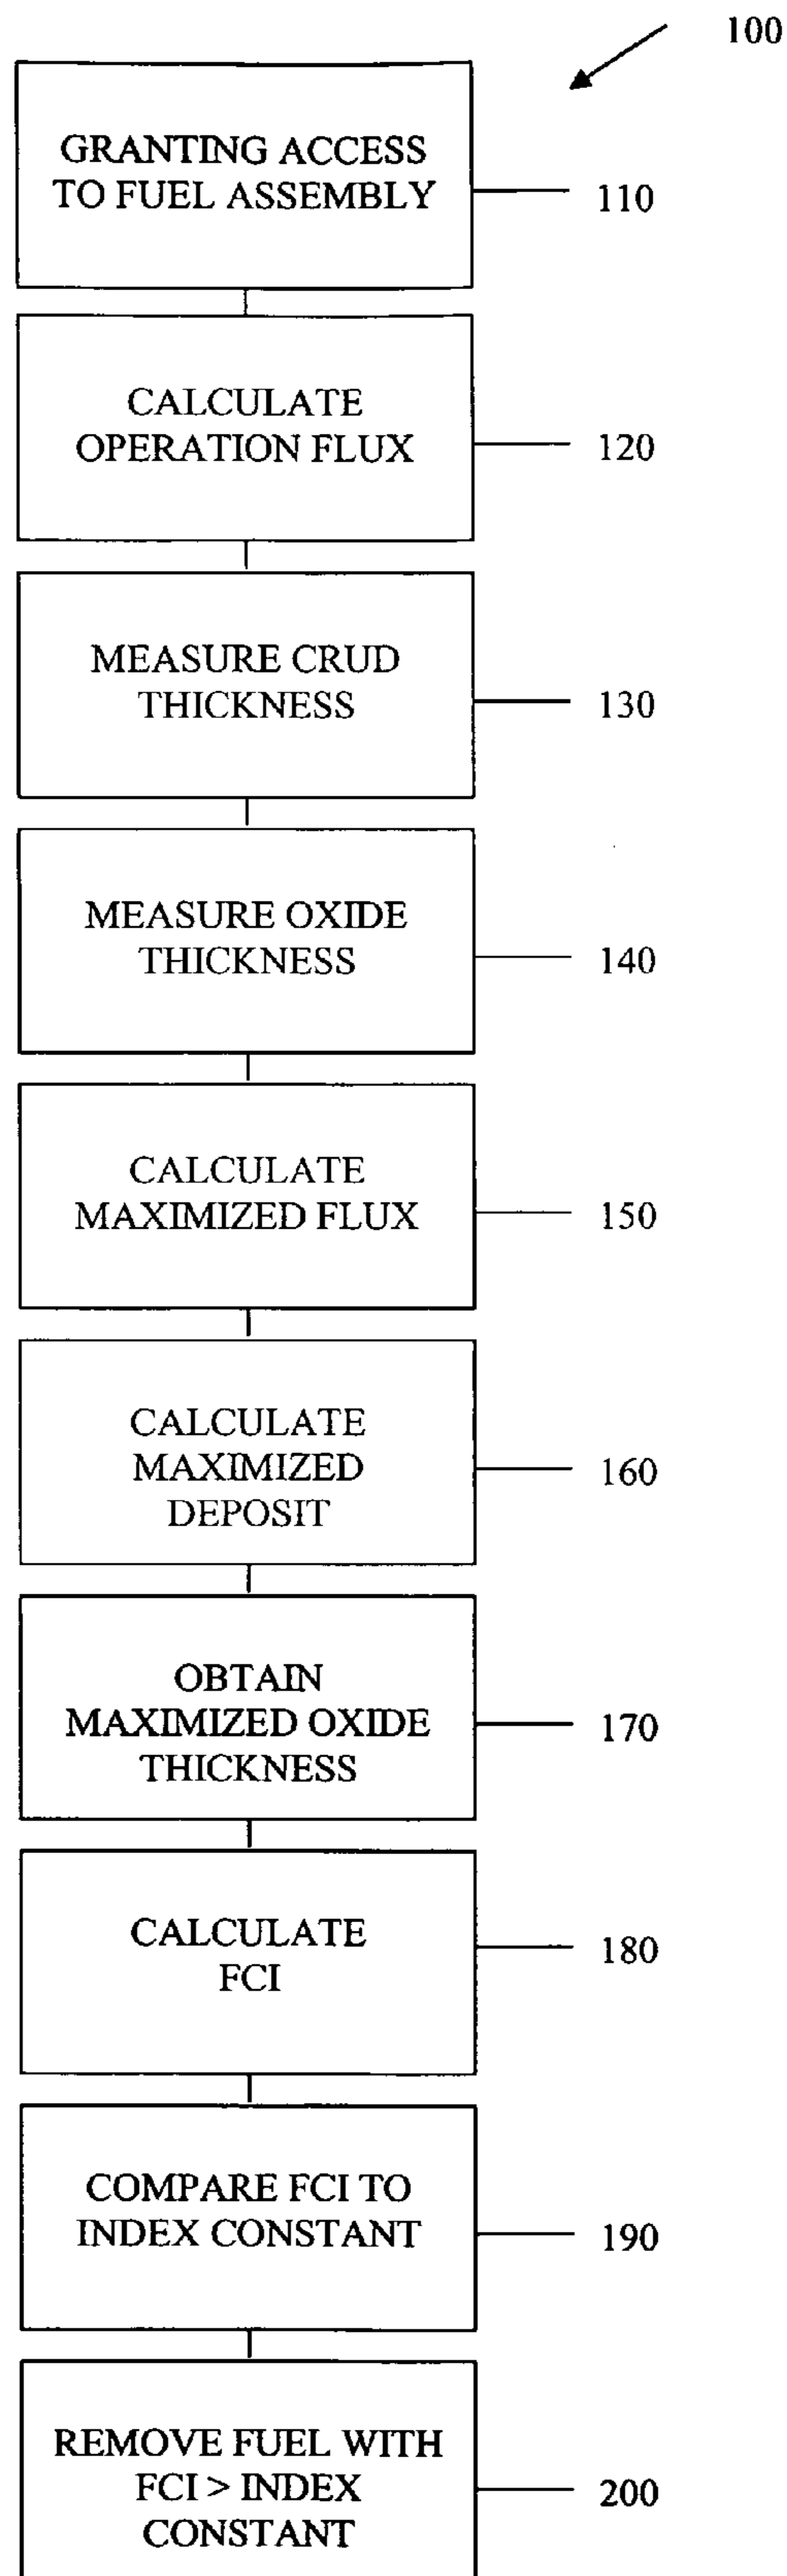 100
GRANTING ACCESS
TO FUEL ASSEMBLY
110
CALCULATE
OPERATION FLUX
120
MEASURE CRUD
THICKNESS
130
MEASURE OXIDE
THICKNESS
140
CALCULATE
MAXIMIZED FLUX
150
CALCULATE
MAXIMIZED
DEPOSIT
160
OBTAIN
MAXIMIZED OXIDE
THICKNESS
170
CALCULATE
FCI
180
COMPARE FCI TO
INDEX CONSTANT
190
REMOVE FUEL WITH
FCI > INDEX
CONSTANT
200